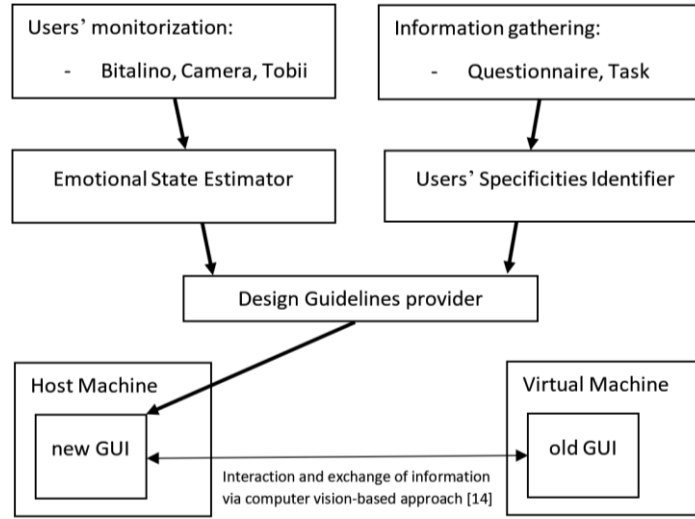 Users’ monitorization:
- Bitalino, Camera, Tobii
Information gathering:
- Questionnaire, Task
Emotional State Estimator
Users’ Specificities Identifier
Design Guidelines provider
Host Machine
new GUI
Virtual Machine
old GUI
Interaction and exchange of information
via computer vision-based approach [14]